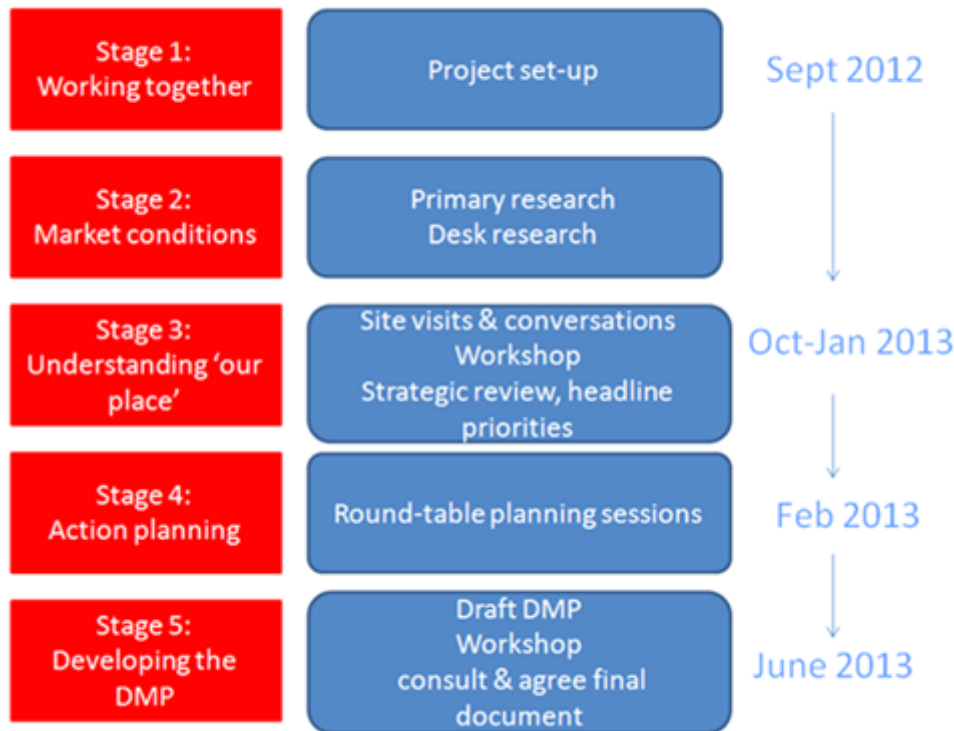 Stage 1:
Working together
Project set-up
Sept 2012
Stage 2:
Market conditions
Primary research
Desk research
Stage 3:
Understanding ‘our
place’
Site visits & conversations
Workshop
Strategic review, headline
priorities
Oct-Jan 2013
Stage 4:
Action planning
Round-table planning sessions
Feb 2013
Stage 5:
Developing the
DMP
Draft DMP
Workshop
consult & agree final
document
June 2013